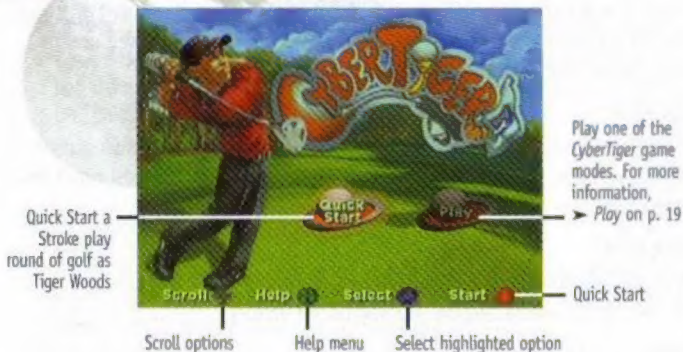 CYBERTIGER
Play one of the
CyberTiger game
modes. For more
information,
➤ Play on p. 19
Quick
Start
Play
Quick Start a
Stroke play
round of golf as
Tiger Woods
Scroll Help Select Start
Quick Start
Scroll options Help menu Select highlighted option